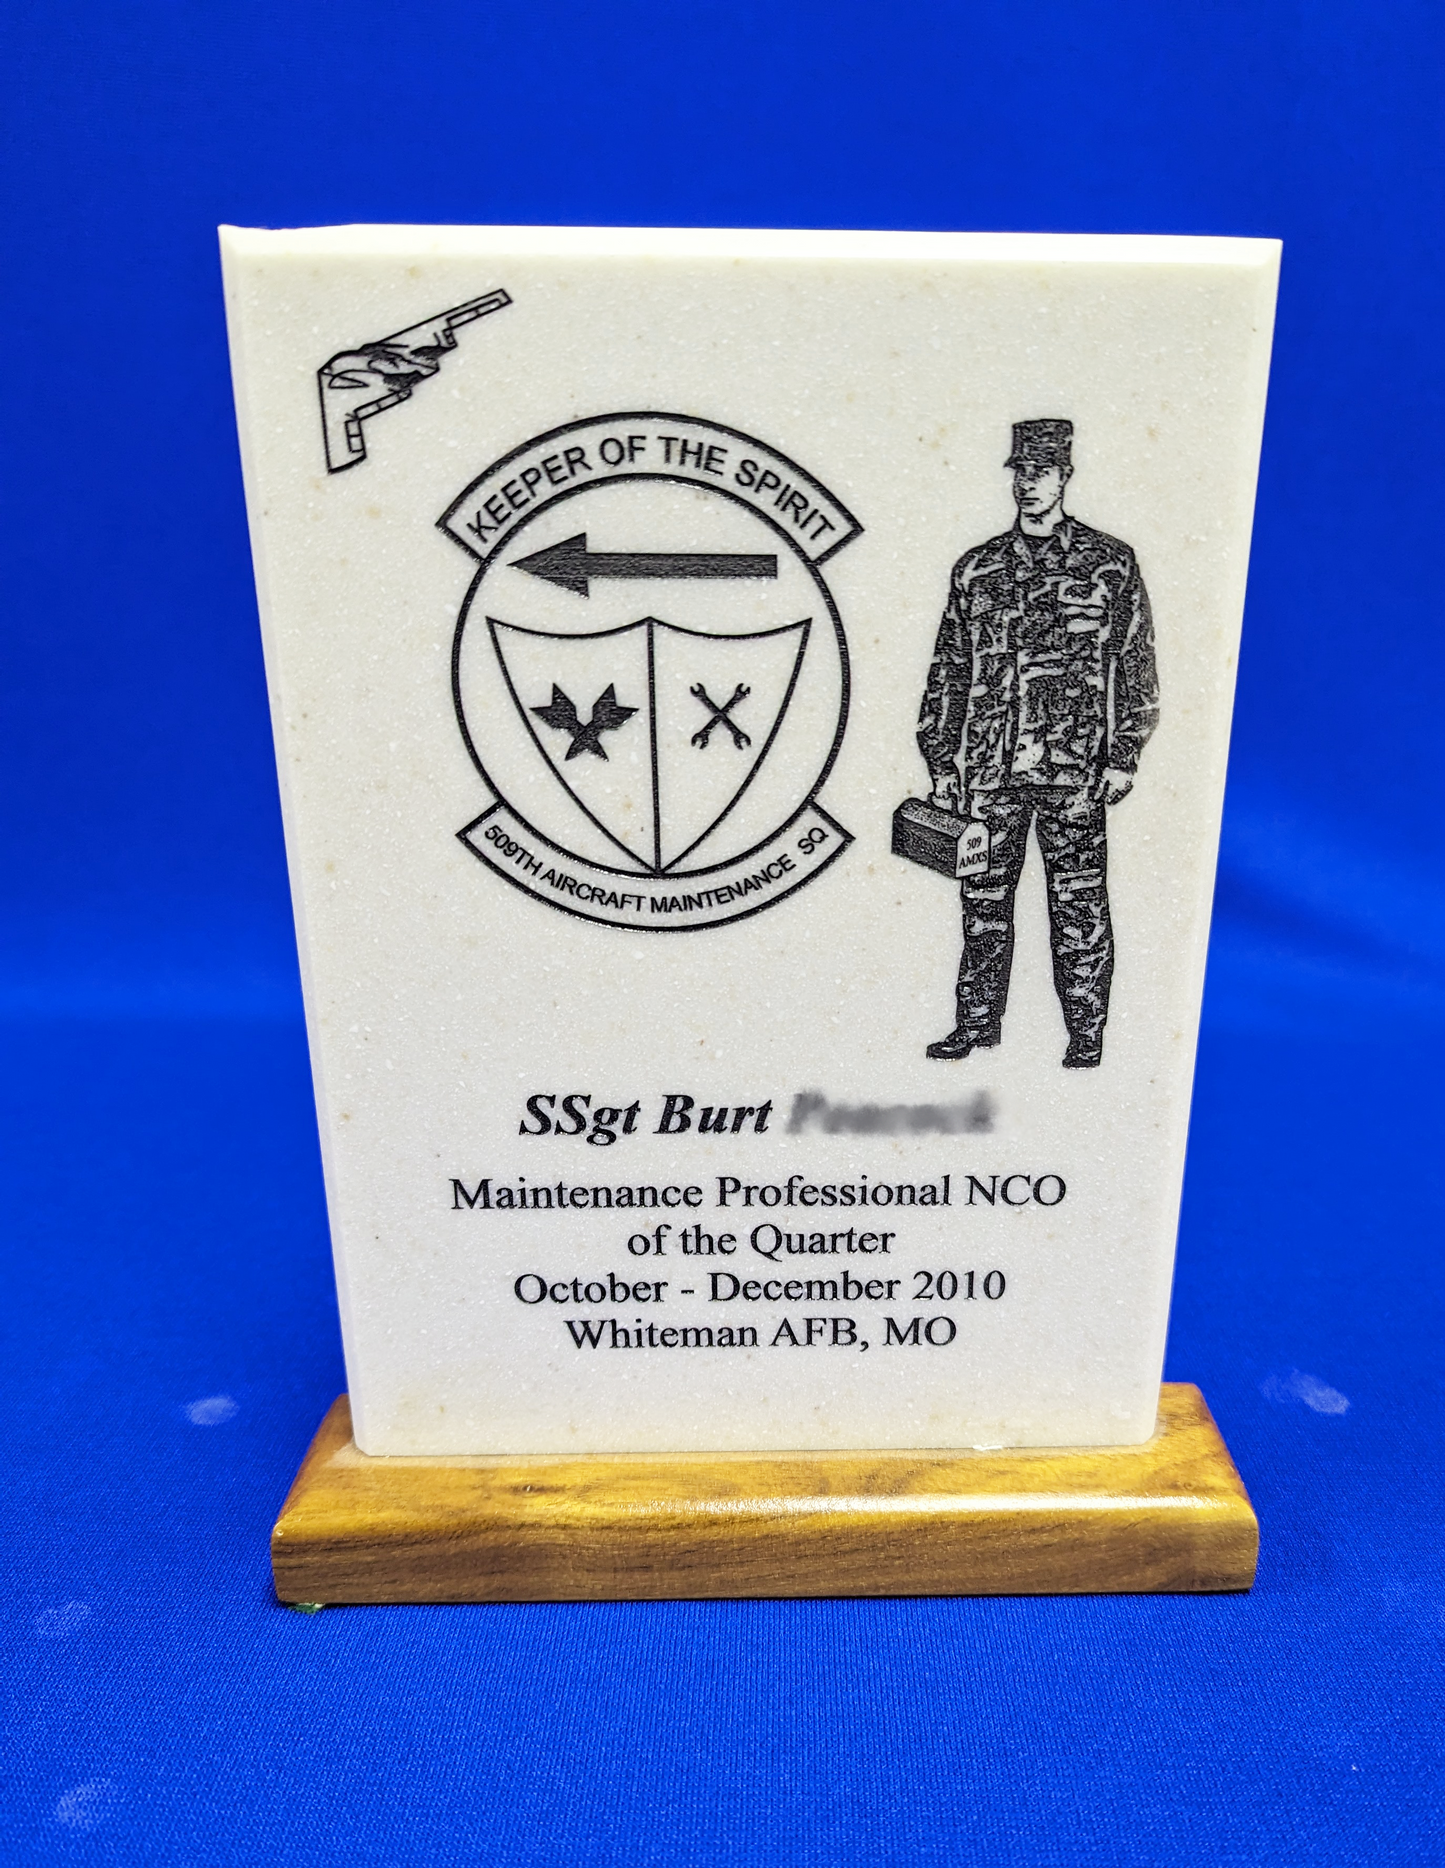 KEEPER OF THE SPIRIT
509TH AIRCRAFT MAINTENANCE SQ
509
AMXS
SSgt Burt
Maintenance Professional NCO
of the Quarter
October - December 2010
Whiteman AFB, MO